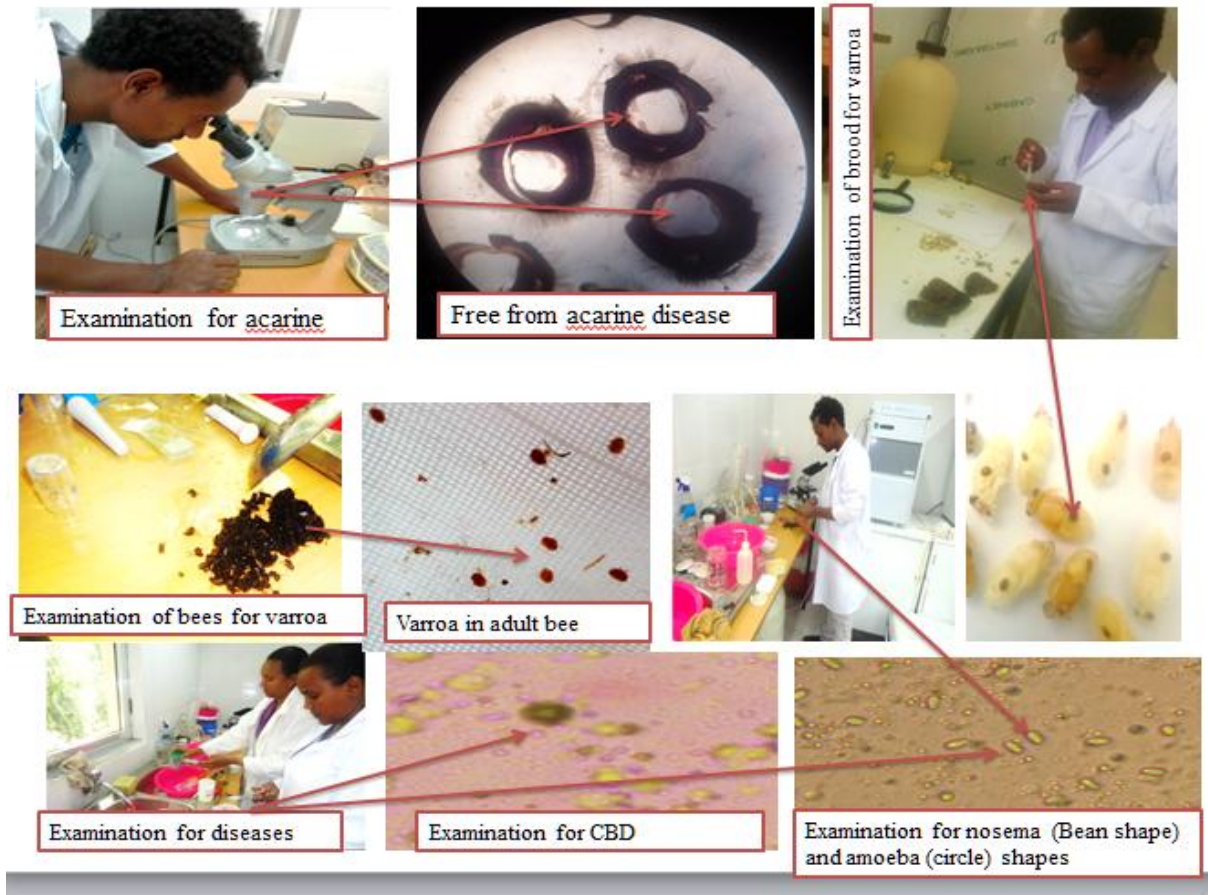 Examination for acarine
Free from acarine disease
Examination of brood for varroa
Examination of bees for varroa
Varroa in adult bee
Examination for diseases
Examination for CBD
Examination for nosema (Bean shape)
and amoeba (circle) shapes